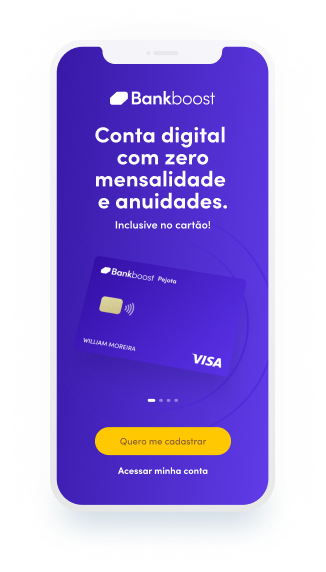 Bankboost
Conta digital
com zero
mensalidade
e anuidades.
Inclusive no cartão!
Bankboost Pejota
WILLIAM MOREIRA
VISA
Quero me cadastrar
Acessar minha conta